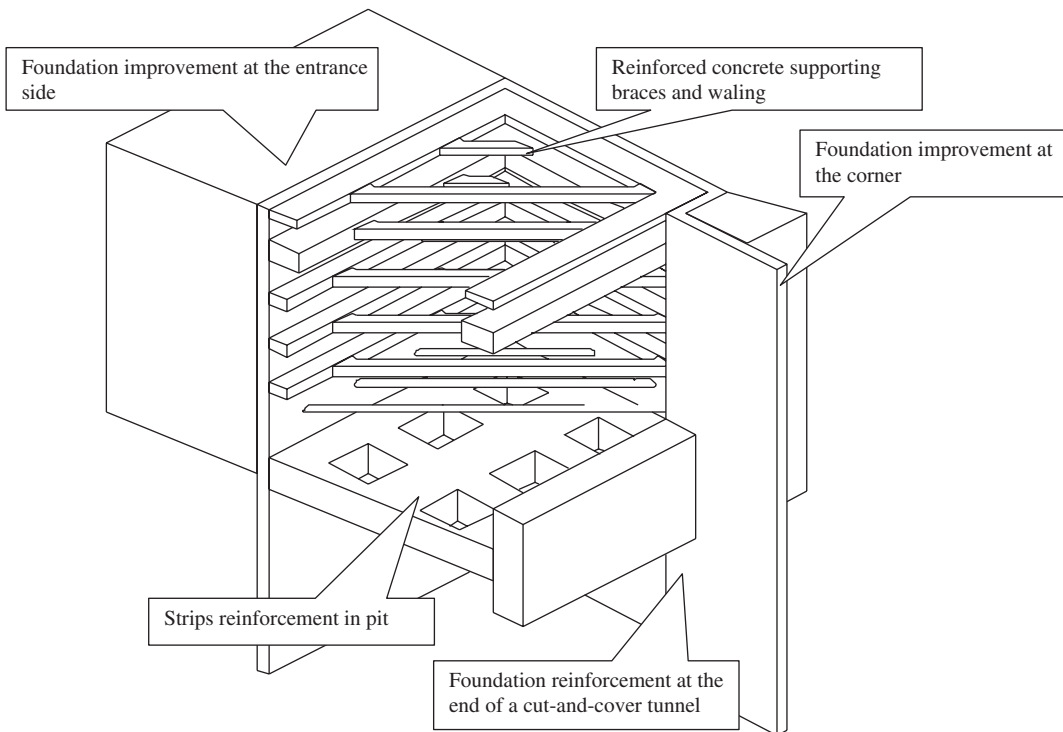 Foundation improvement at the entrance
side
Reinforced concrete supporting
braces and waling
Foundation improvement at
the corner
Strips reinforcement in pit
Foundation reinforcement at the
end of a cut-and-cover tunnel